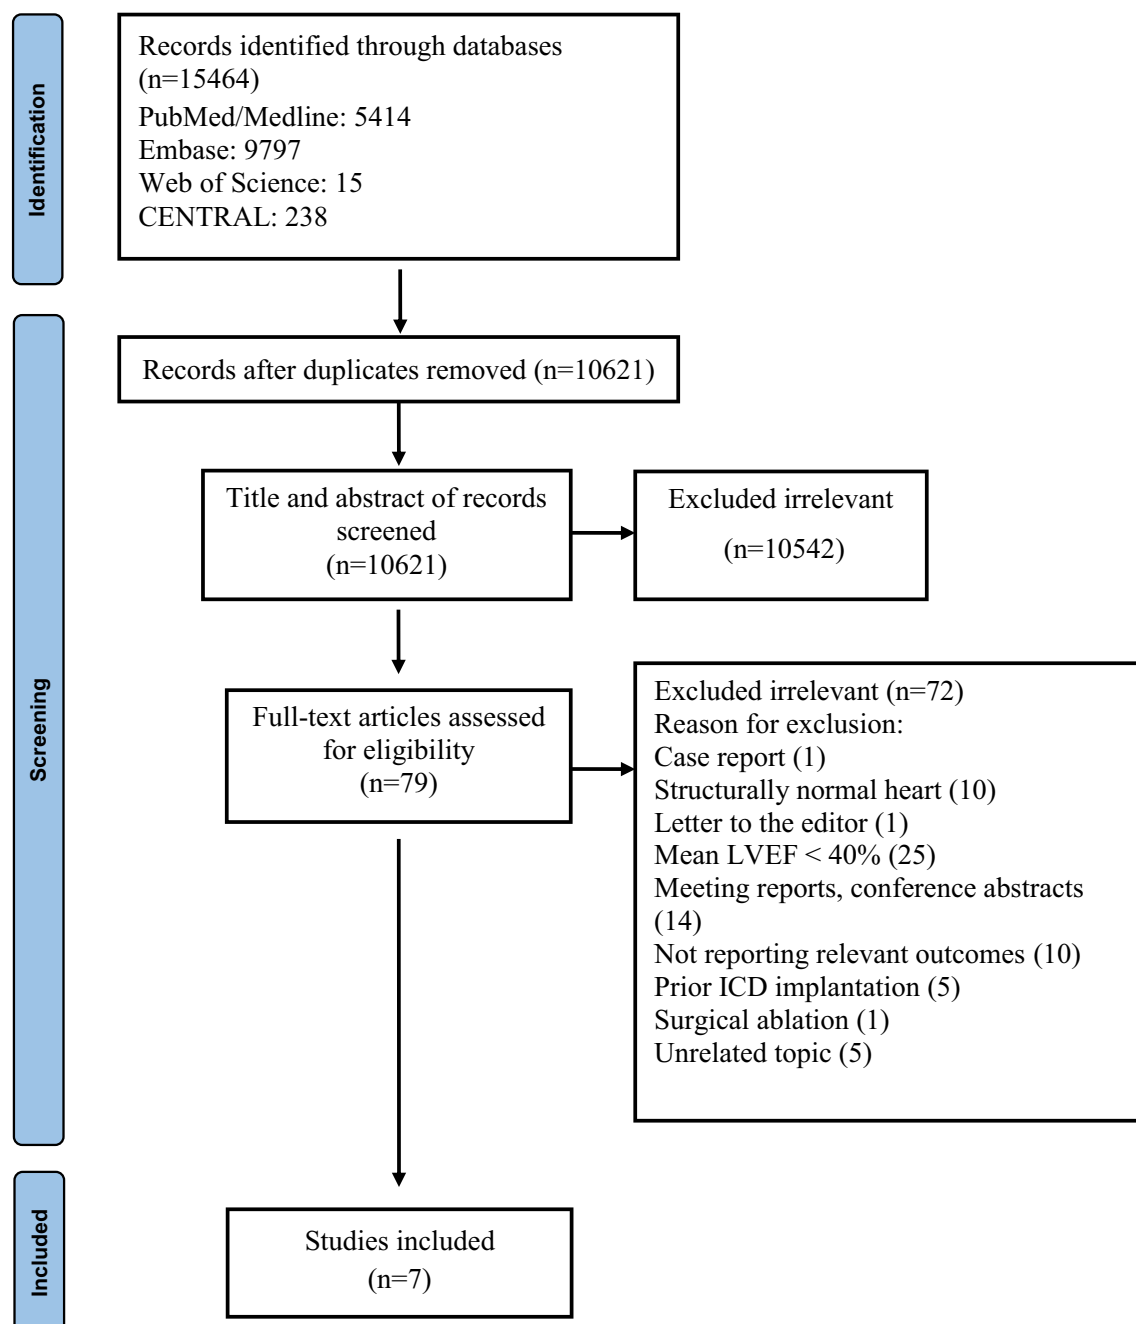 Identification
Records identified through databases
(n=15464)
PubMed/Medline: 5414
Embase: 9797
Web of Science: 15
CENTRAL: 238
Screening
Records after duplicates removed (n=10621)
Title and abstract of records
screened
(n=10621)
Excluded irrelevant
(n=10542)
Full-text articles assessed
for eligibility
(n=79)
Excluded irrelevant (n=72)
Reason for exclusion:
Case report (1)
Structurally normal heart (10)
Letter to the editor (1)
Mean LVEF < 40% (25)
Meeting reports, conference abstracts
(14)
Not reporting relevant outcomes (10)
Prior ICD implantation (5)
Surgical ablation (1)
Unrelated topic (5)
Included
Studies included
(n=7)